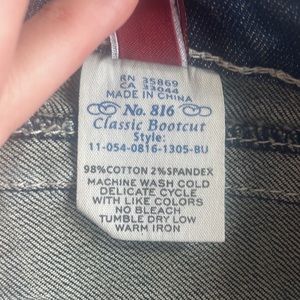 RN 35869
CA 33044
MADE IN CHINA
No. 816
Classic Bootcut
Style:
11-054-0816-1305-BU
98%COTTON 2%SPANDEX
MACHINE WASH COLD
DELICATE CYCLE
WITH LIKE COLORS
NO BLEACH
TUMBLE DRY LOW
WARM IRON